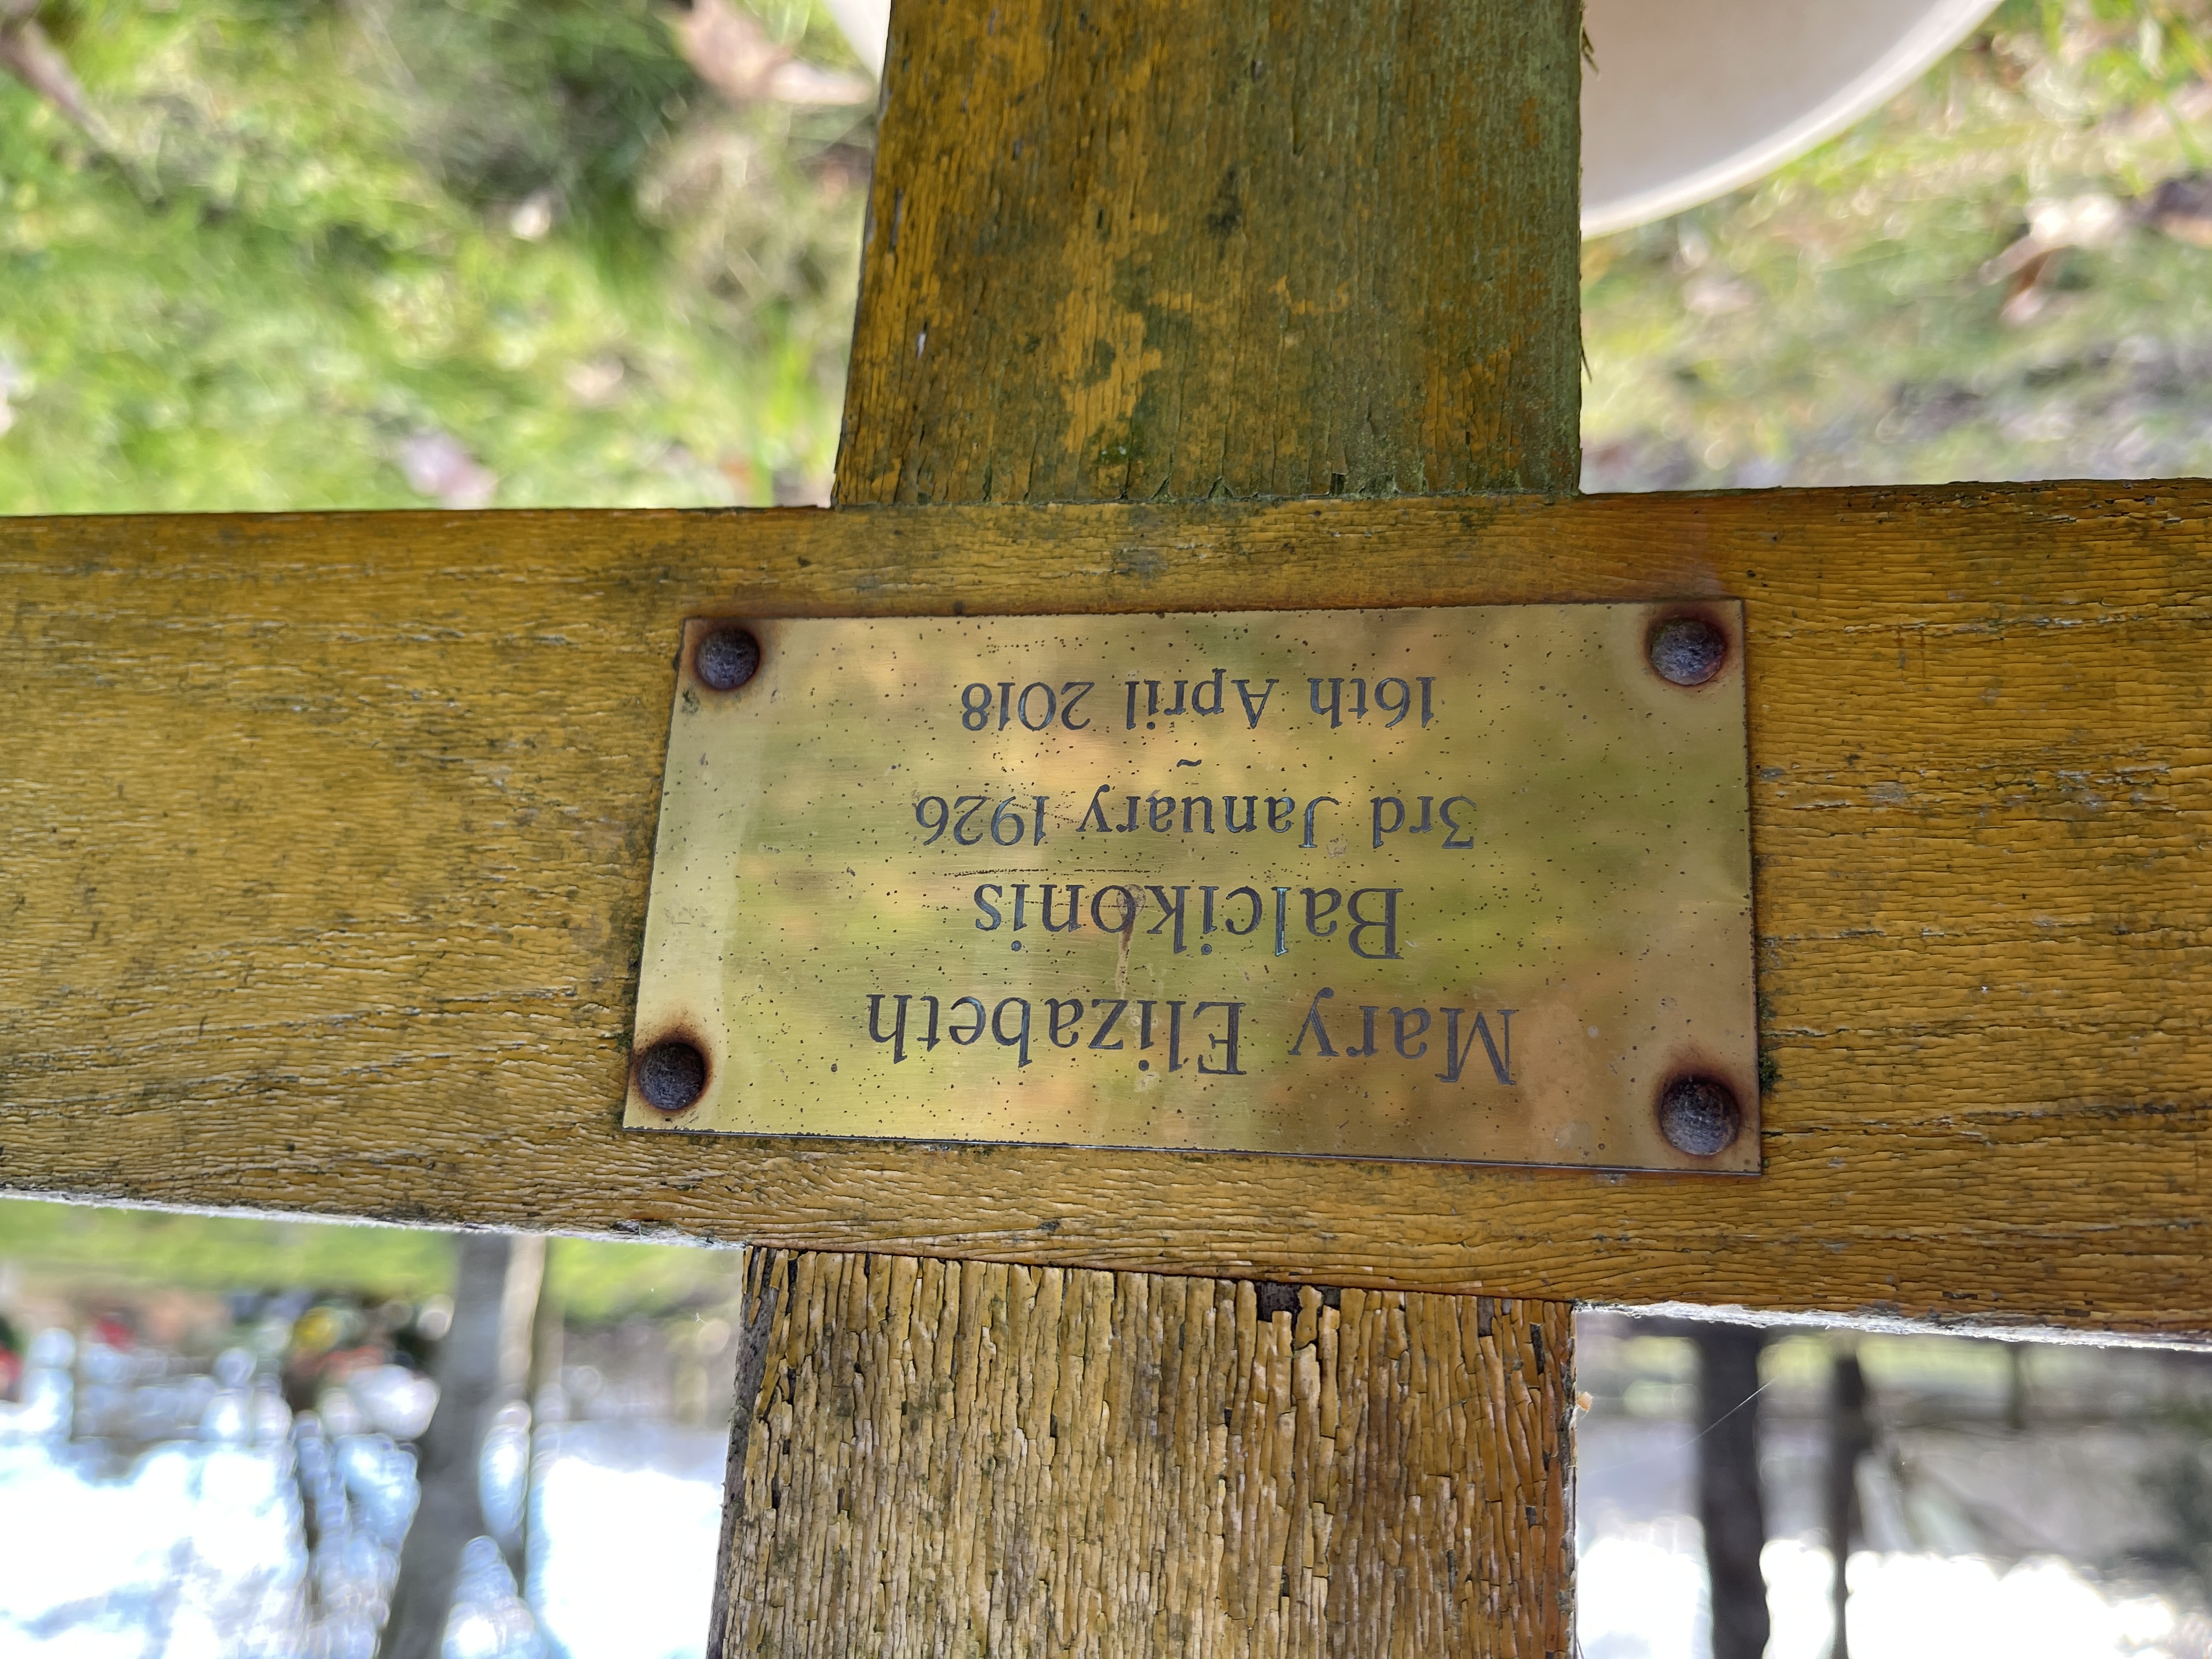 Mary Elizabeth
Balcikonis
3rd January 1926
~
16th April 2018